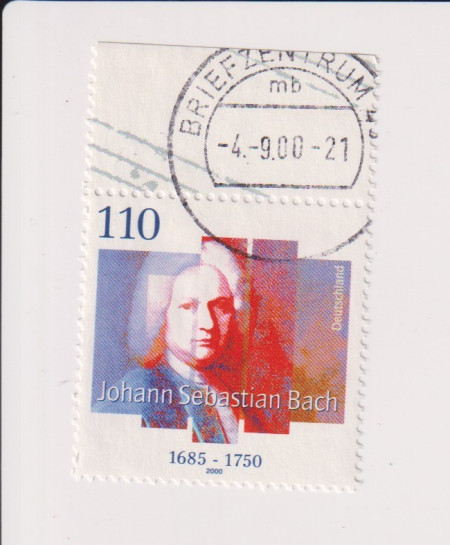 BRIEFZENTRUM
mb
-4.-9.00-21
110
Deutschland
Johann Sebastian Bach
1685 - 1750
2000